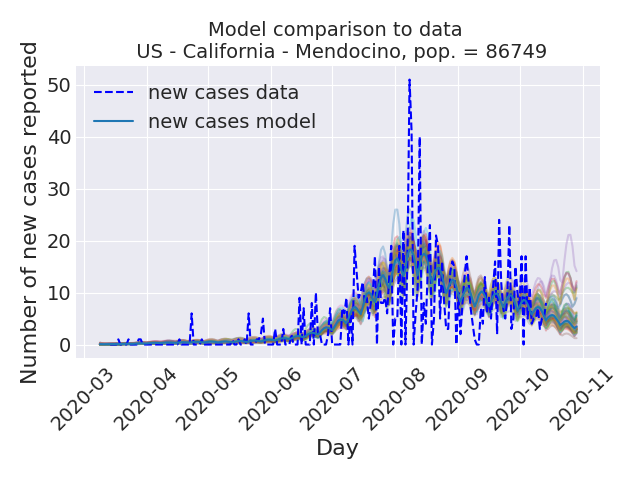 Model comparison to data
US - California - Mendocino, pop. = 86749
Number of new cases reported
50
40
30
20
10
0
new cases data
new cases model
2020-03
2020-04
2020-05
2020-06
2020-07
2020-08
2020-09
2020-10
2020-11
Day